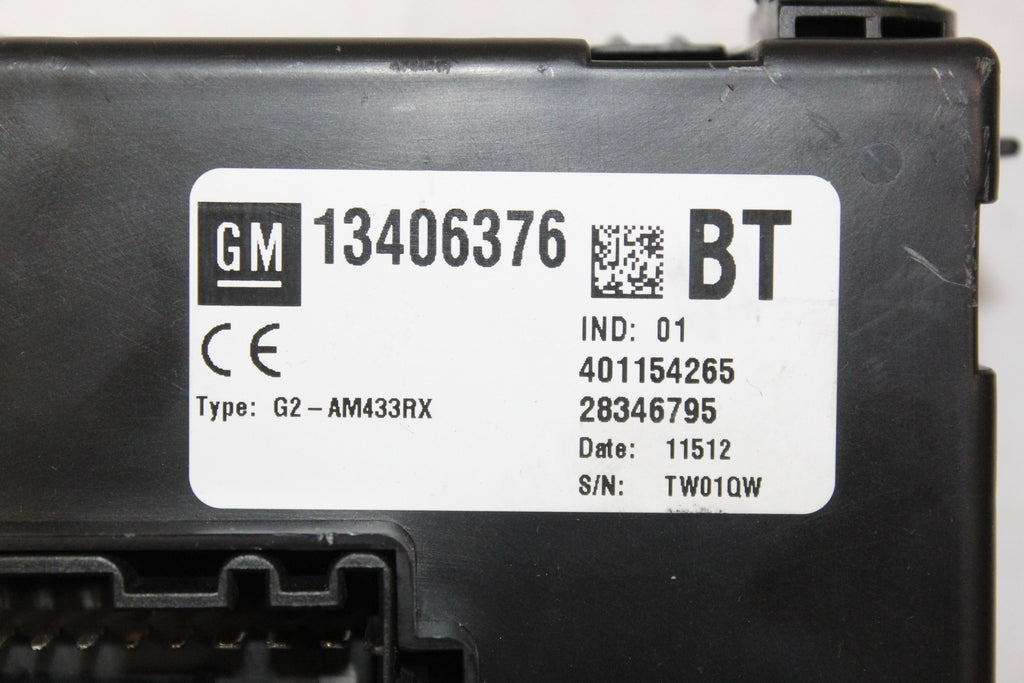 GM 13406376 BT
CE
Type: G2-AM433RX
IND: 01
401154265
28346795
Date: 11512
S/N: TW01QW